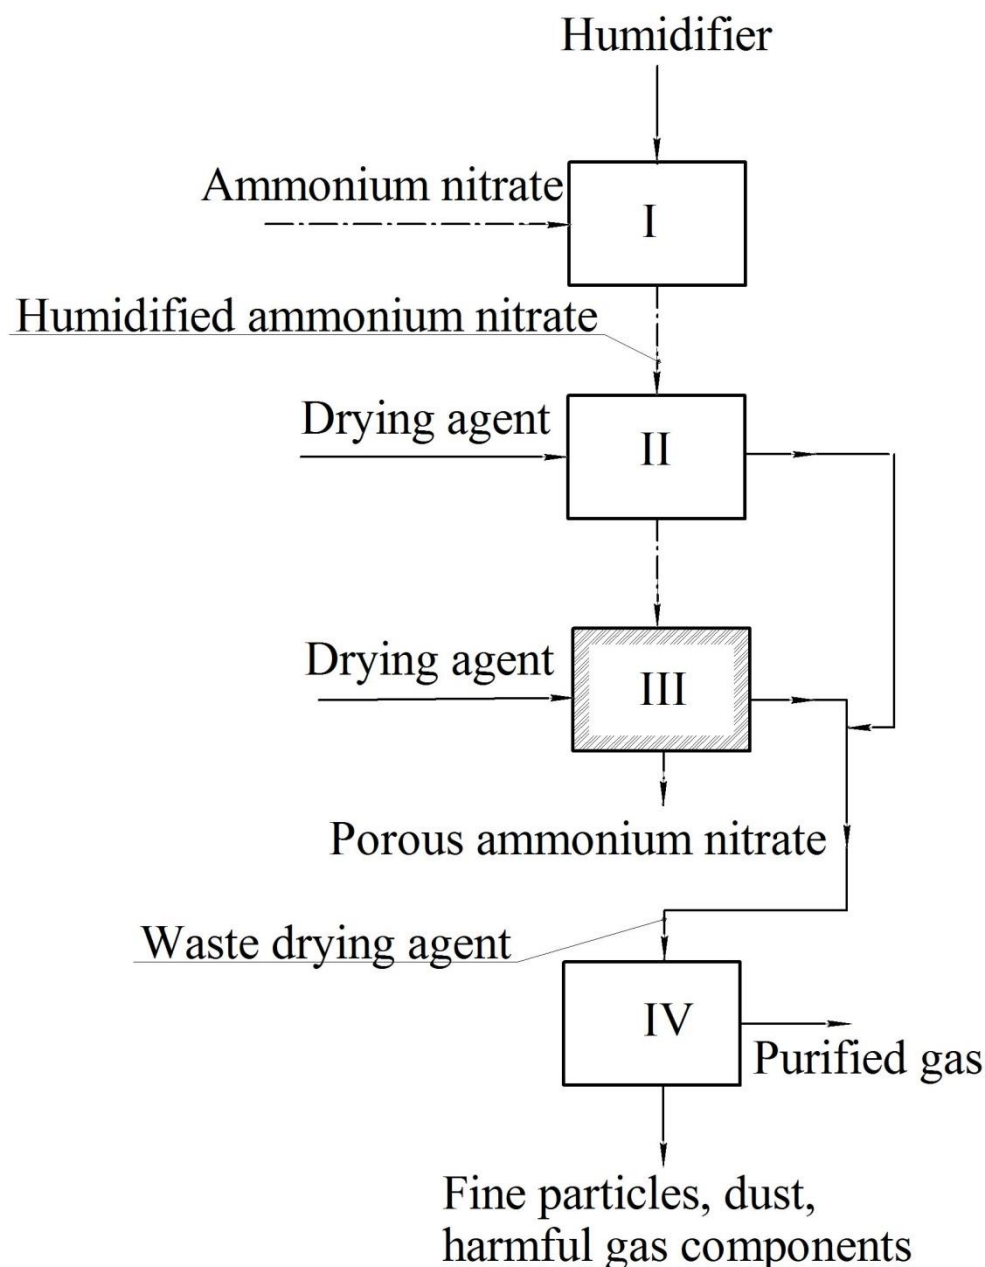 Humidifier
Ammonium nitrate
I
Humidified ammonium nitrate
Drying agent
II
Drying agent
III
Porous ammonium nitrate
Waste drying agent
IV
Purified gas
Fine particles, dust,
harmful gas components